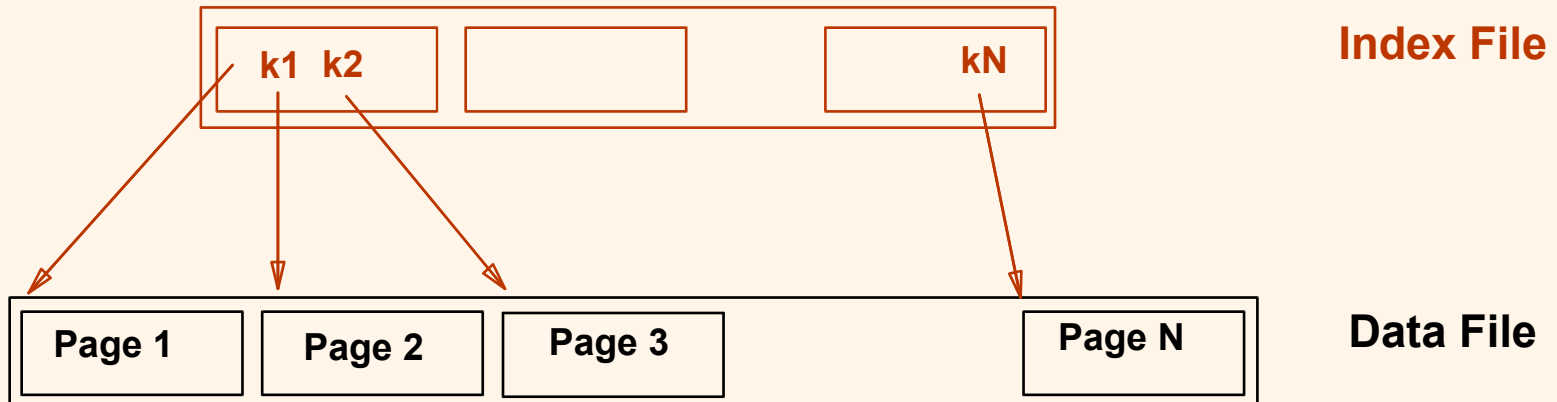 k1 k2
kN
Index File
Page 1
Page 2
Page 3
Page N
Data File